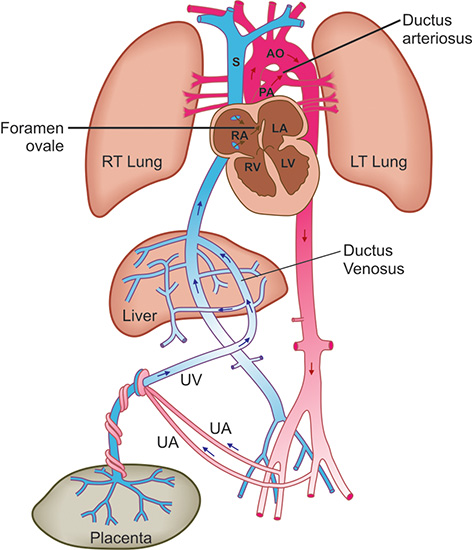 Ductus
arteriosus
AO
S
PA
Foramen
ovale
RA
LA
RT Lung
RV
LV
LT Lung
Ductus
Venosus
Liver
UV
UA
UA
Placenta